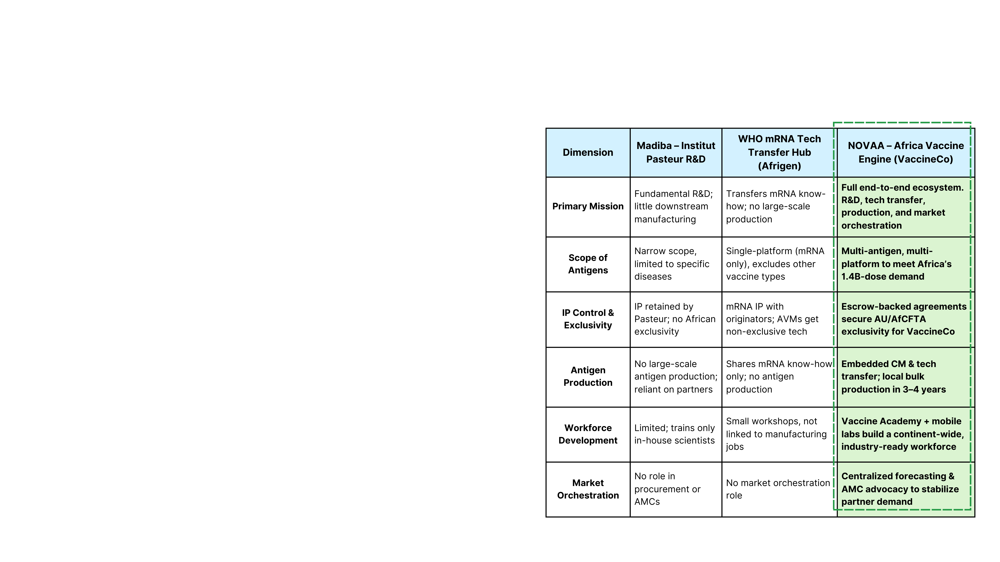 Dimension
Madiba – Institut
Pasteur R&D
WHO mRNA Tech
Transfer Hub
(Afrigen)
NOVAA – Africa Vaccine
Engine (VaccineCo)
Primary Mission
Fundamental R&D;
little downstream
manufacturing
Transfers mRNA know-
how; no large-scale
production
Full end-to-end ecosystem.
R&D, tech transfer,
production, and market
orchestration
Scope of
Antigens
Narrow scope,
limited to specific
diseases
Single-platform (mRNA
only), excludes other
vaccine types
Multi-antigen, multi-
platform to meet Africa’s
1.4B-dose demand
IP Control &
Exclusivity
IP retained by
Pasteur; no African
exclusivity
mRNA IP with
originators; AVMs get
non-exclusive tech
Escrow-backed agreements
secure AU/AfCFTA
exclusivity for VaccineCo
Antigen
Production
No large-scale
antigen production;
reliant on partners
Shares mRNA know-how
only; no antigen
production
Embedded CM & tech
transfer; local bulk
production in 3–4 years
Workforce
Development
Limited; trains only
in-house scientists
Small workshops, not
linked to manufacturing
jobs
Vaccine Academy + mobile
labs build a continent-wide,
industry-ready workforce
Market
Orchestration
No role in
procurement or
AMCs
No market orchestration
role
Centralized forecasting &
AMC advocacy to stabilize
partner demand